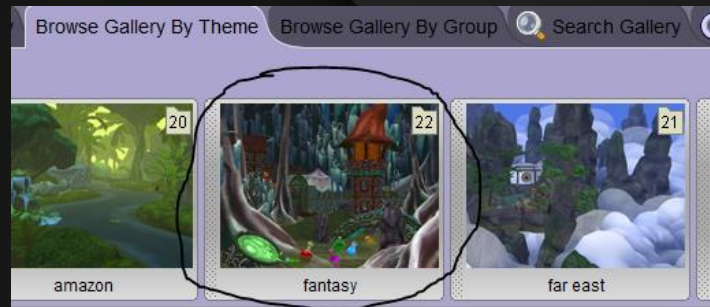 Browse Gallery By Theme
Browse Gallery By Group
Search Gallery
20
22
21
amazon
fantasy
far east